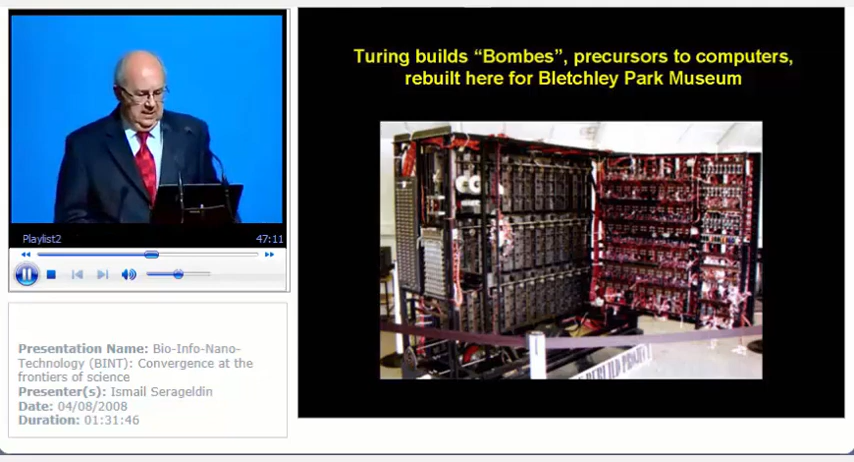 Turing builds “Bombes”, precursors to computers,
rebuilt here for Bletchley Park Museum
Playlist2
47:11
Presentation Name: Bio-Info-Nano-
Technology (BINT): Convergence at the
frontiers of science
Presenter(s): Ismail Serageldin
Date: 04/08/2008
Duration: 01:31:46
REBUILD PROJECT